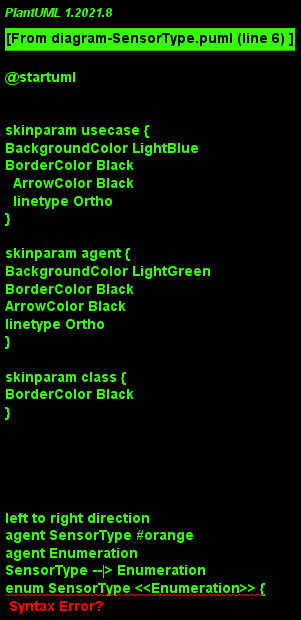 PlantUML 1.2021.8
[From diagram-SensorType.puml (line 6) ]
@startuml
skinparam usecase {
BackgroundColor LightBlue
BorderColor Black
ArrowColor Black
linetype Ortho
}
skinparam agent {
BackgroundColor LightGreen
BorderColor Black
ArrowColor Black
linetype Ortho
}
skinparam class {
BorderColor Black
}
left to right direction
agent SensorType #orange
agent Enumeration
SensorType --|> Enumeration
enum SensorType <<Enumeration>> {
Syntax Error?